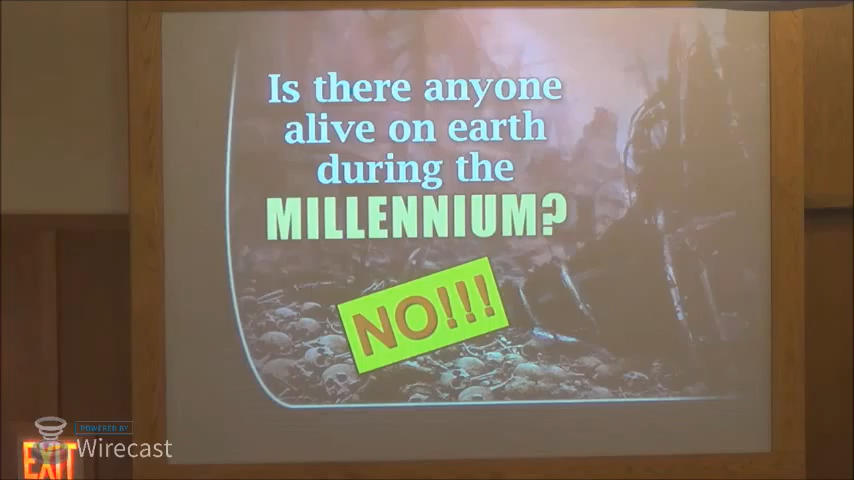 Is there anyone
alive on earth
during the
MILLENNIUM?
NO!!!
POWERED BY
Wirecast
EXIT